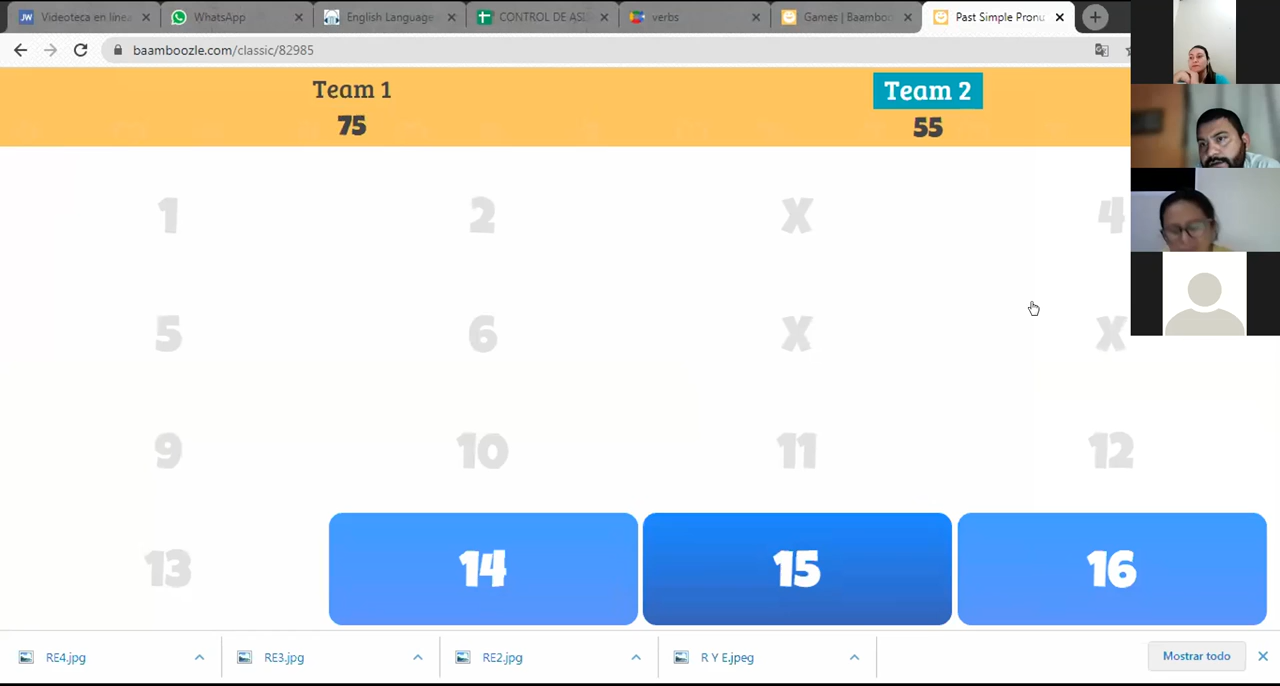 Videoteca en línea
WhatsApp
English Language
CONTROL DE ASI
verbs
Games | Baamboo
Past Simple Pronu
baamboozle.com/classic/82985
Team 1
Team 2
75
55
1
2
X
4
5
6
X
X
9
10
11
12
13
14
15
16
RE4.jpg
RE3.jpg
RE2.jpg
R Y E.jpeg
Mostrar todo